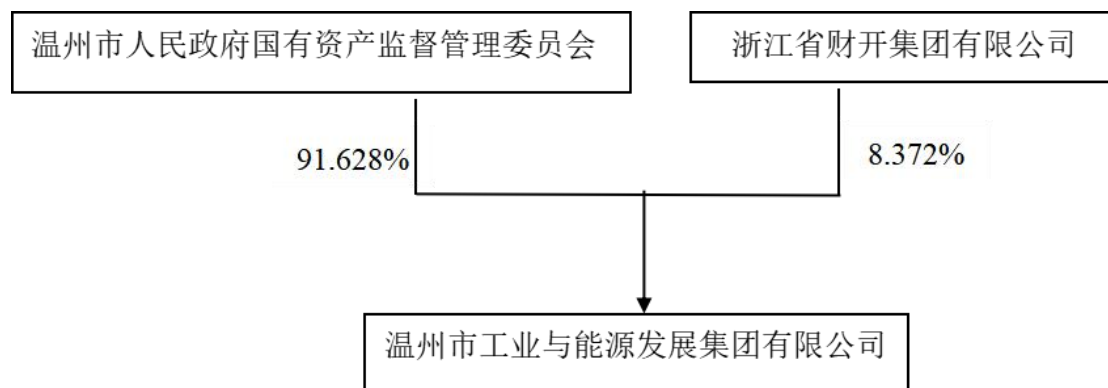 温州市人民政府国有资产监督管理委员会
浙江省财开集团有限公司
91.628%
8.372%
温州市工业与能源发展集团有限公司